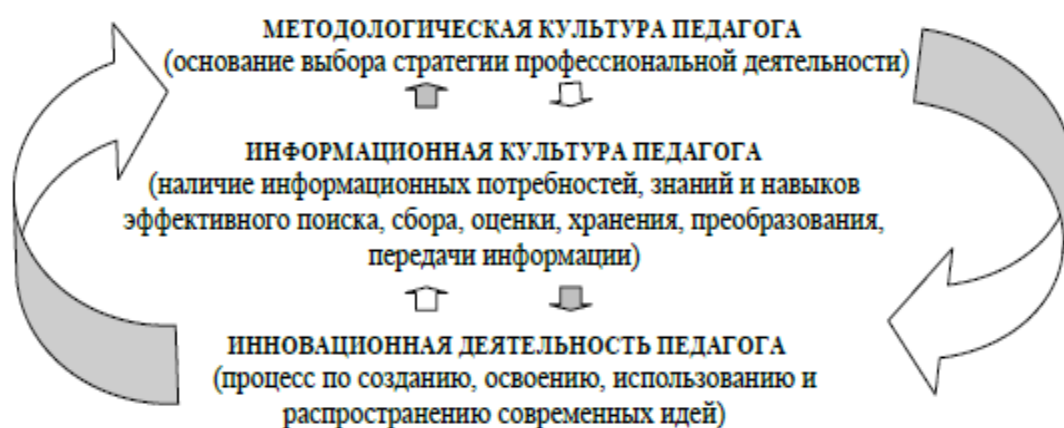 МЕТОДОЛОГИЧЕСКАЯ КУЛЬТУРА ПЕДАГОГА
(основание выбора стратегии профессиональной деятельности)
ИНФОРМАЦИОННАЯ КУЛЬТУРА ПЕДАГОГА
(наличие информационных потребностей, знаний и навыков
эффективного поиска, сбора, оценки, хранения, преобразования,
передачи информации)
ИННОВАЦИОННАЯ ДЕЯТЕЛЬНОСТЬ ПЕДАГОГА
(процесс по созданию, освоению, использованию и
распространению современных идей)